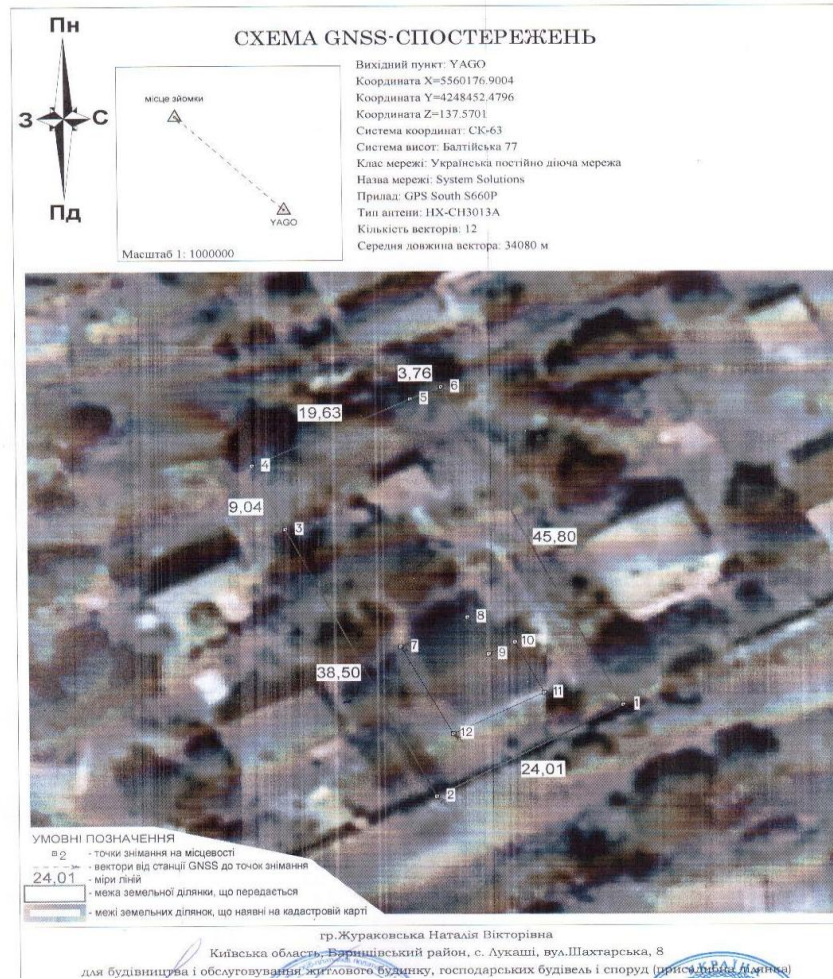 Пн
З С
Пд
СХЕМА GNSS-СПОСТЕРЕЖЕНЬ
місце зйомки
YAGO
Масштаб 1: 1000000
Вихідний пункт: YAGO
Координата X=5560176.9004
Координата Y=4248452.4796
Координата Z=137.5701
Система координат: СК-63
Система висот: Балтійська 77
Клас мережі: Українська постійно діюча мережа
Назва мережі: System Solutions
Прилад: GPS South S660P
Тип антени: HX-CH3013A
Кількість векторів: 12
Середня довжина вектора: 34080 м
3,76
6
5
19,63
4
9,04
3
45,80
8
10
7
9
38,50
11
1
12
24,01
2
УМОВНІ ПОЗНАЧЕННЯ
2 - точки знімання на місцевості
- вектори від станції GNSS до точок знімання
24,01 - міри ліній
- межа земельної ділянки, що передається
- межі земельних ділянок, що наявні на кадастровій карті
гр.Жураковська Наталія Вікторівна
Київська область, Баришівський район, с. Лукаші, вул.Шахтарська, 8
для будівництва і обслуговування житлового будинку, господарських будівель і споруд (присадибна ділянка)
УКРАЇНА